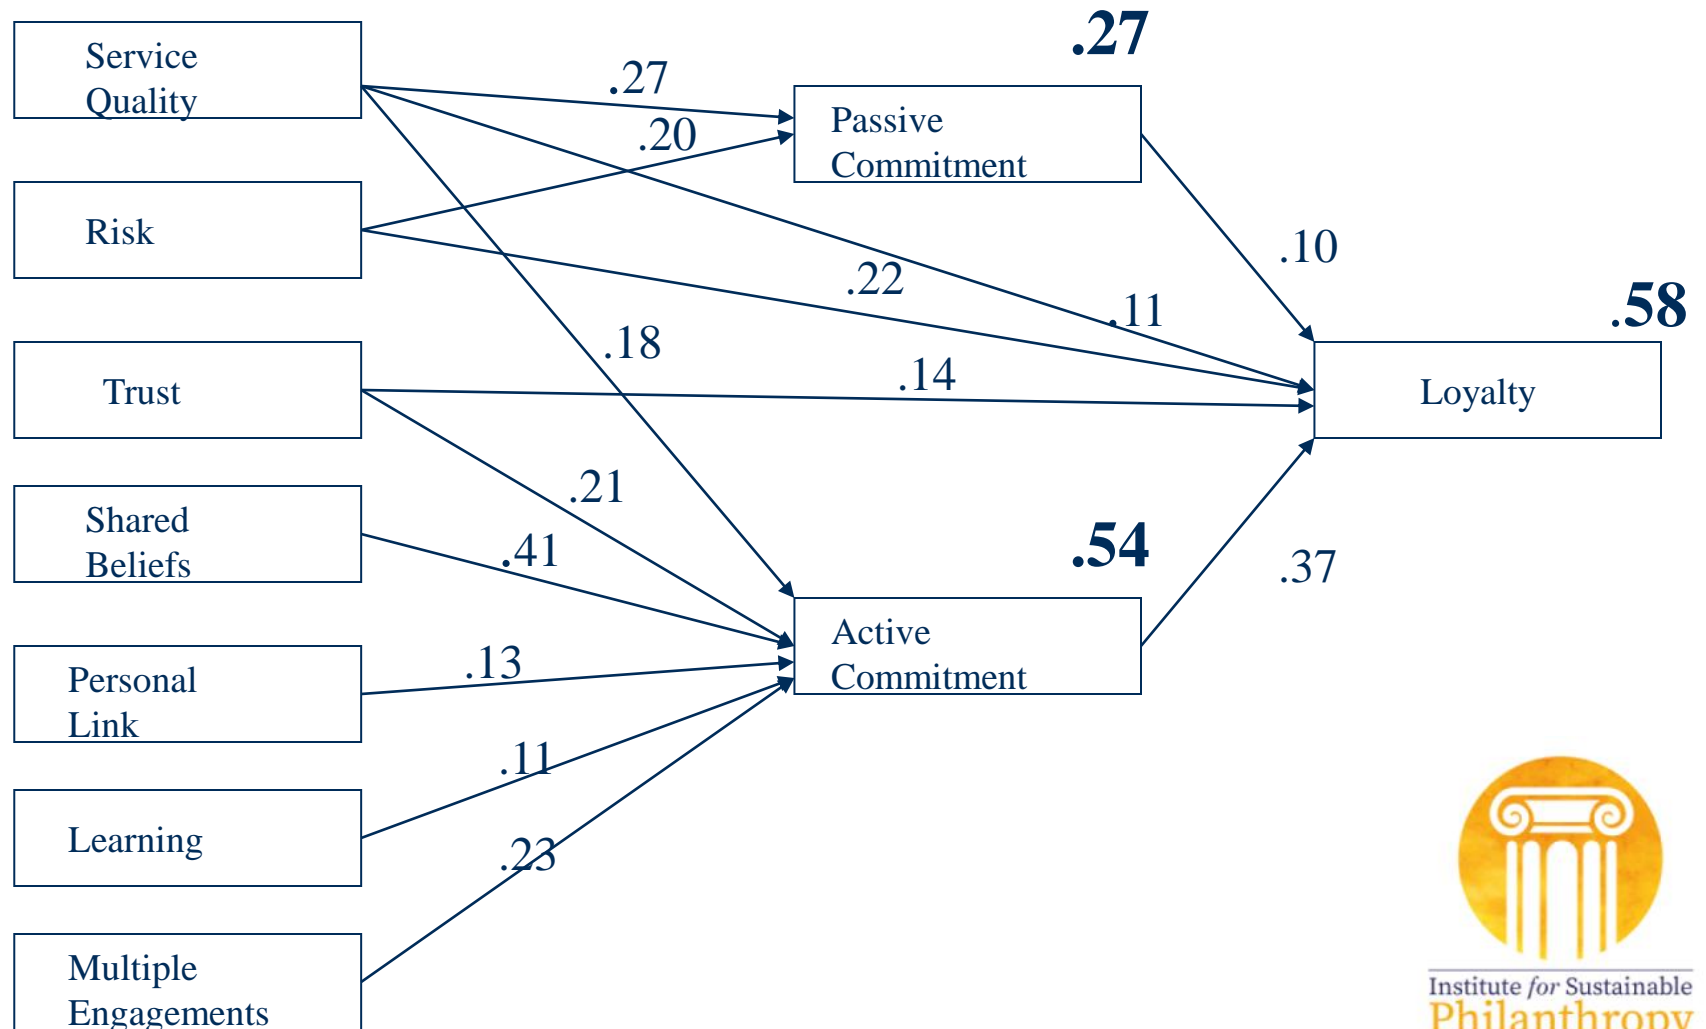 Service
Quality
.27
.27
.20
Passive
Commitment
Risk
.10
.22
.11
.58
.18
Trust
.14
Loyalty
.21
Shared
Beliefs
.41
.54
.37
Active
Commitment
Personal
Link
.13
.11
Learning
.23
Multiple
Engagements
Institute for Sustainable
Philanthropy